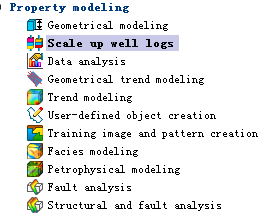 Property modeling
Geometrical modeling
Scale up well logs
Data analysis
Geometrical trend modeling
Trend modeling
User-defined object creation
Training image and pattern creation
Facies modeling
Petrophysical modeling
Fault analysis
Structural and fault analysis